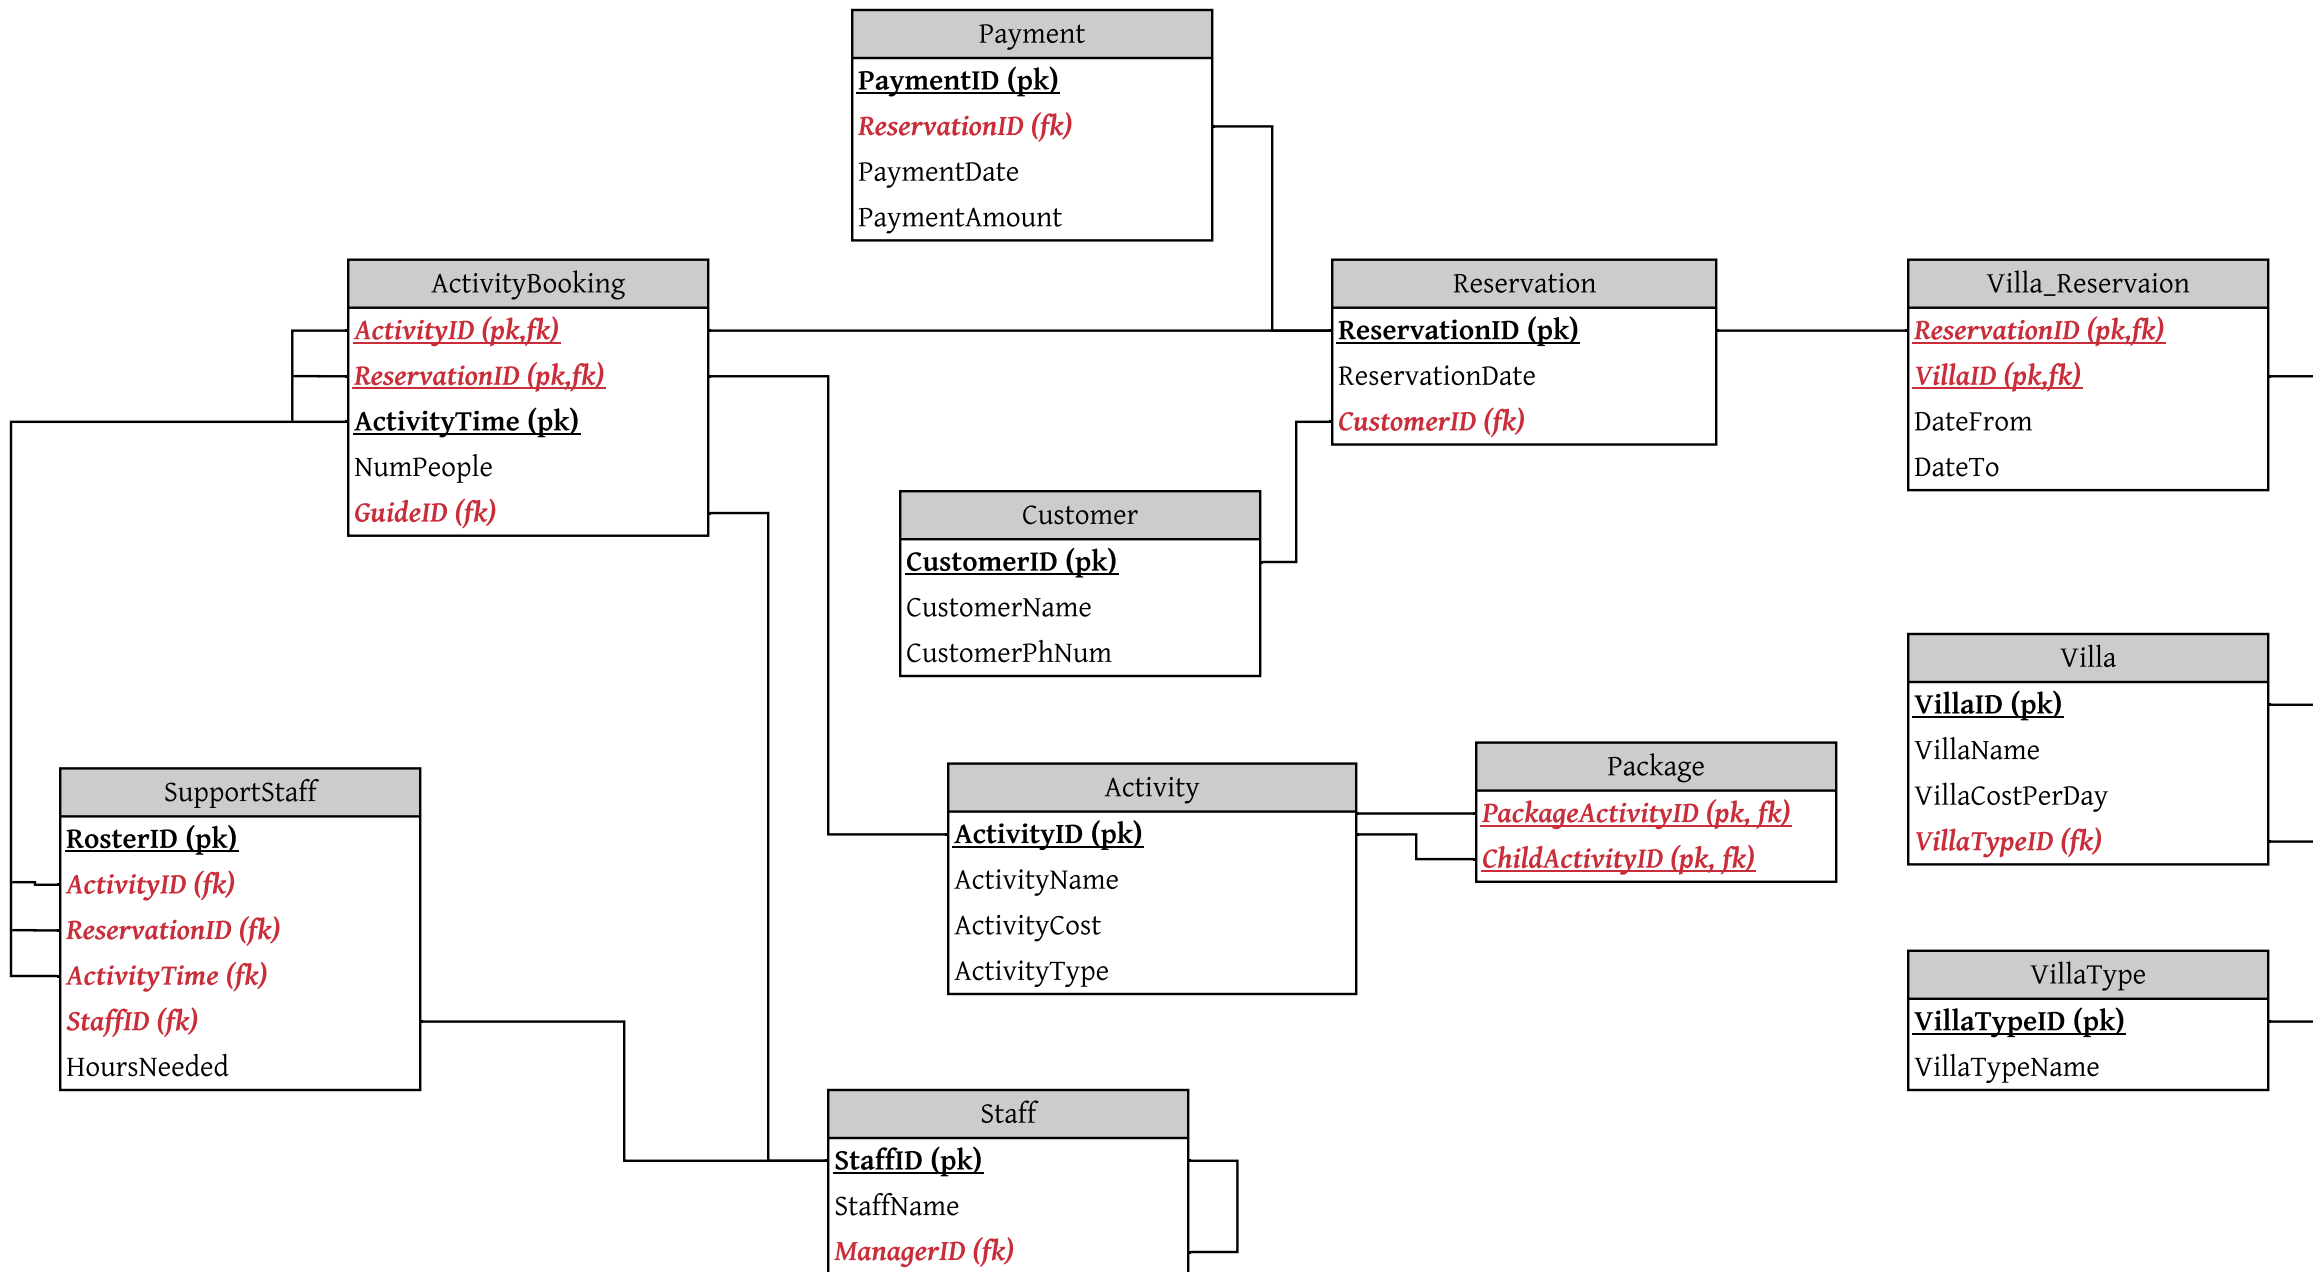 Payment
PaymentID (pk)
ReservationID (fk)
PaymentDate
PaymentAmount
ActivityBooking
ActivityID (pk,fk)
ReservationID (pk,fk)
ActivityTime (pk)
NumPeople
GuideID (fk)
Reservation
ReservationID (pk)
ReservationDate
CustomerID (fk)
Villa_Reservaion
ReservationID (pk,fk)
VillaID (pk,fk)
DateFrom
DateTo
Customer
CustomerID (pk)
CustomerName
CustomerPhNum
Villa
VillaID (pk)
VillaName
VillaCostPerDay
VillaTypeID (fk)
SupportStaff
RosterID (pk)
ActivityID (fk)
ReservationID (fk)
ActivityTime (fk)
StaffID (fk)
HoursNeeded
Activity
ActivityID (pk)
ActivityName
ActivityCost
ActivityType
Package
PackageActivityID (pk, fk)
ChildActivityID (pk, fk)
VillaType
VillaTypeID (pk)
VillaTypeName
Staff
StaffID (pk)
StaffName
ManagerID (fk)